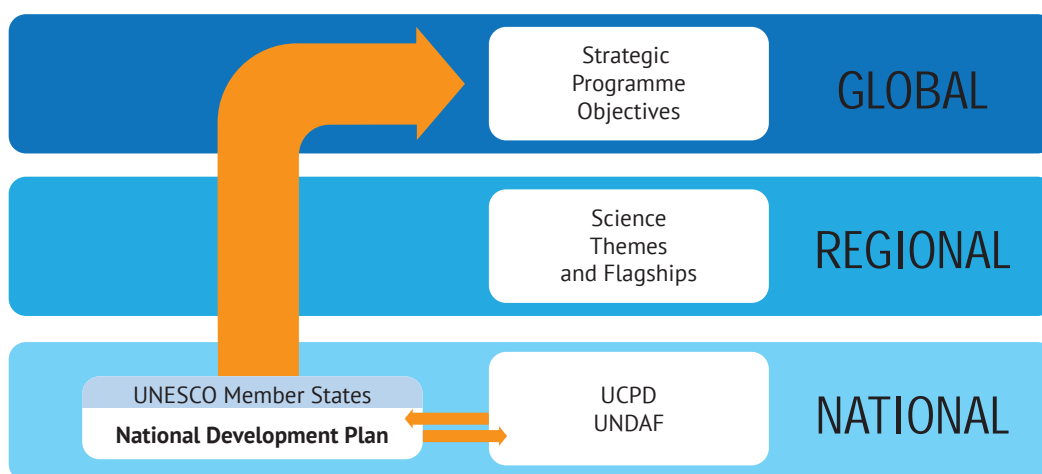 Strategic
Programme
Objectives
GLOBAL
Science
Themes
and Flagships
REGIONAL
UNESCO Member States
National Development Plan
UCPD
UNDAF
NATIONAL